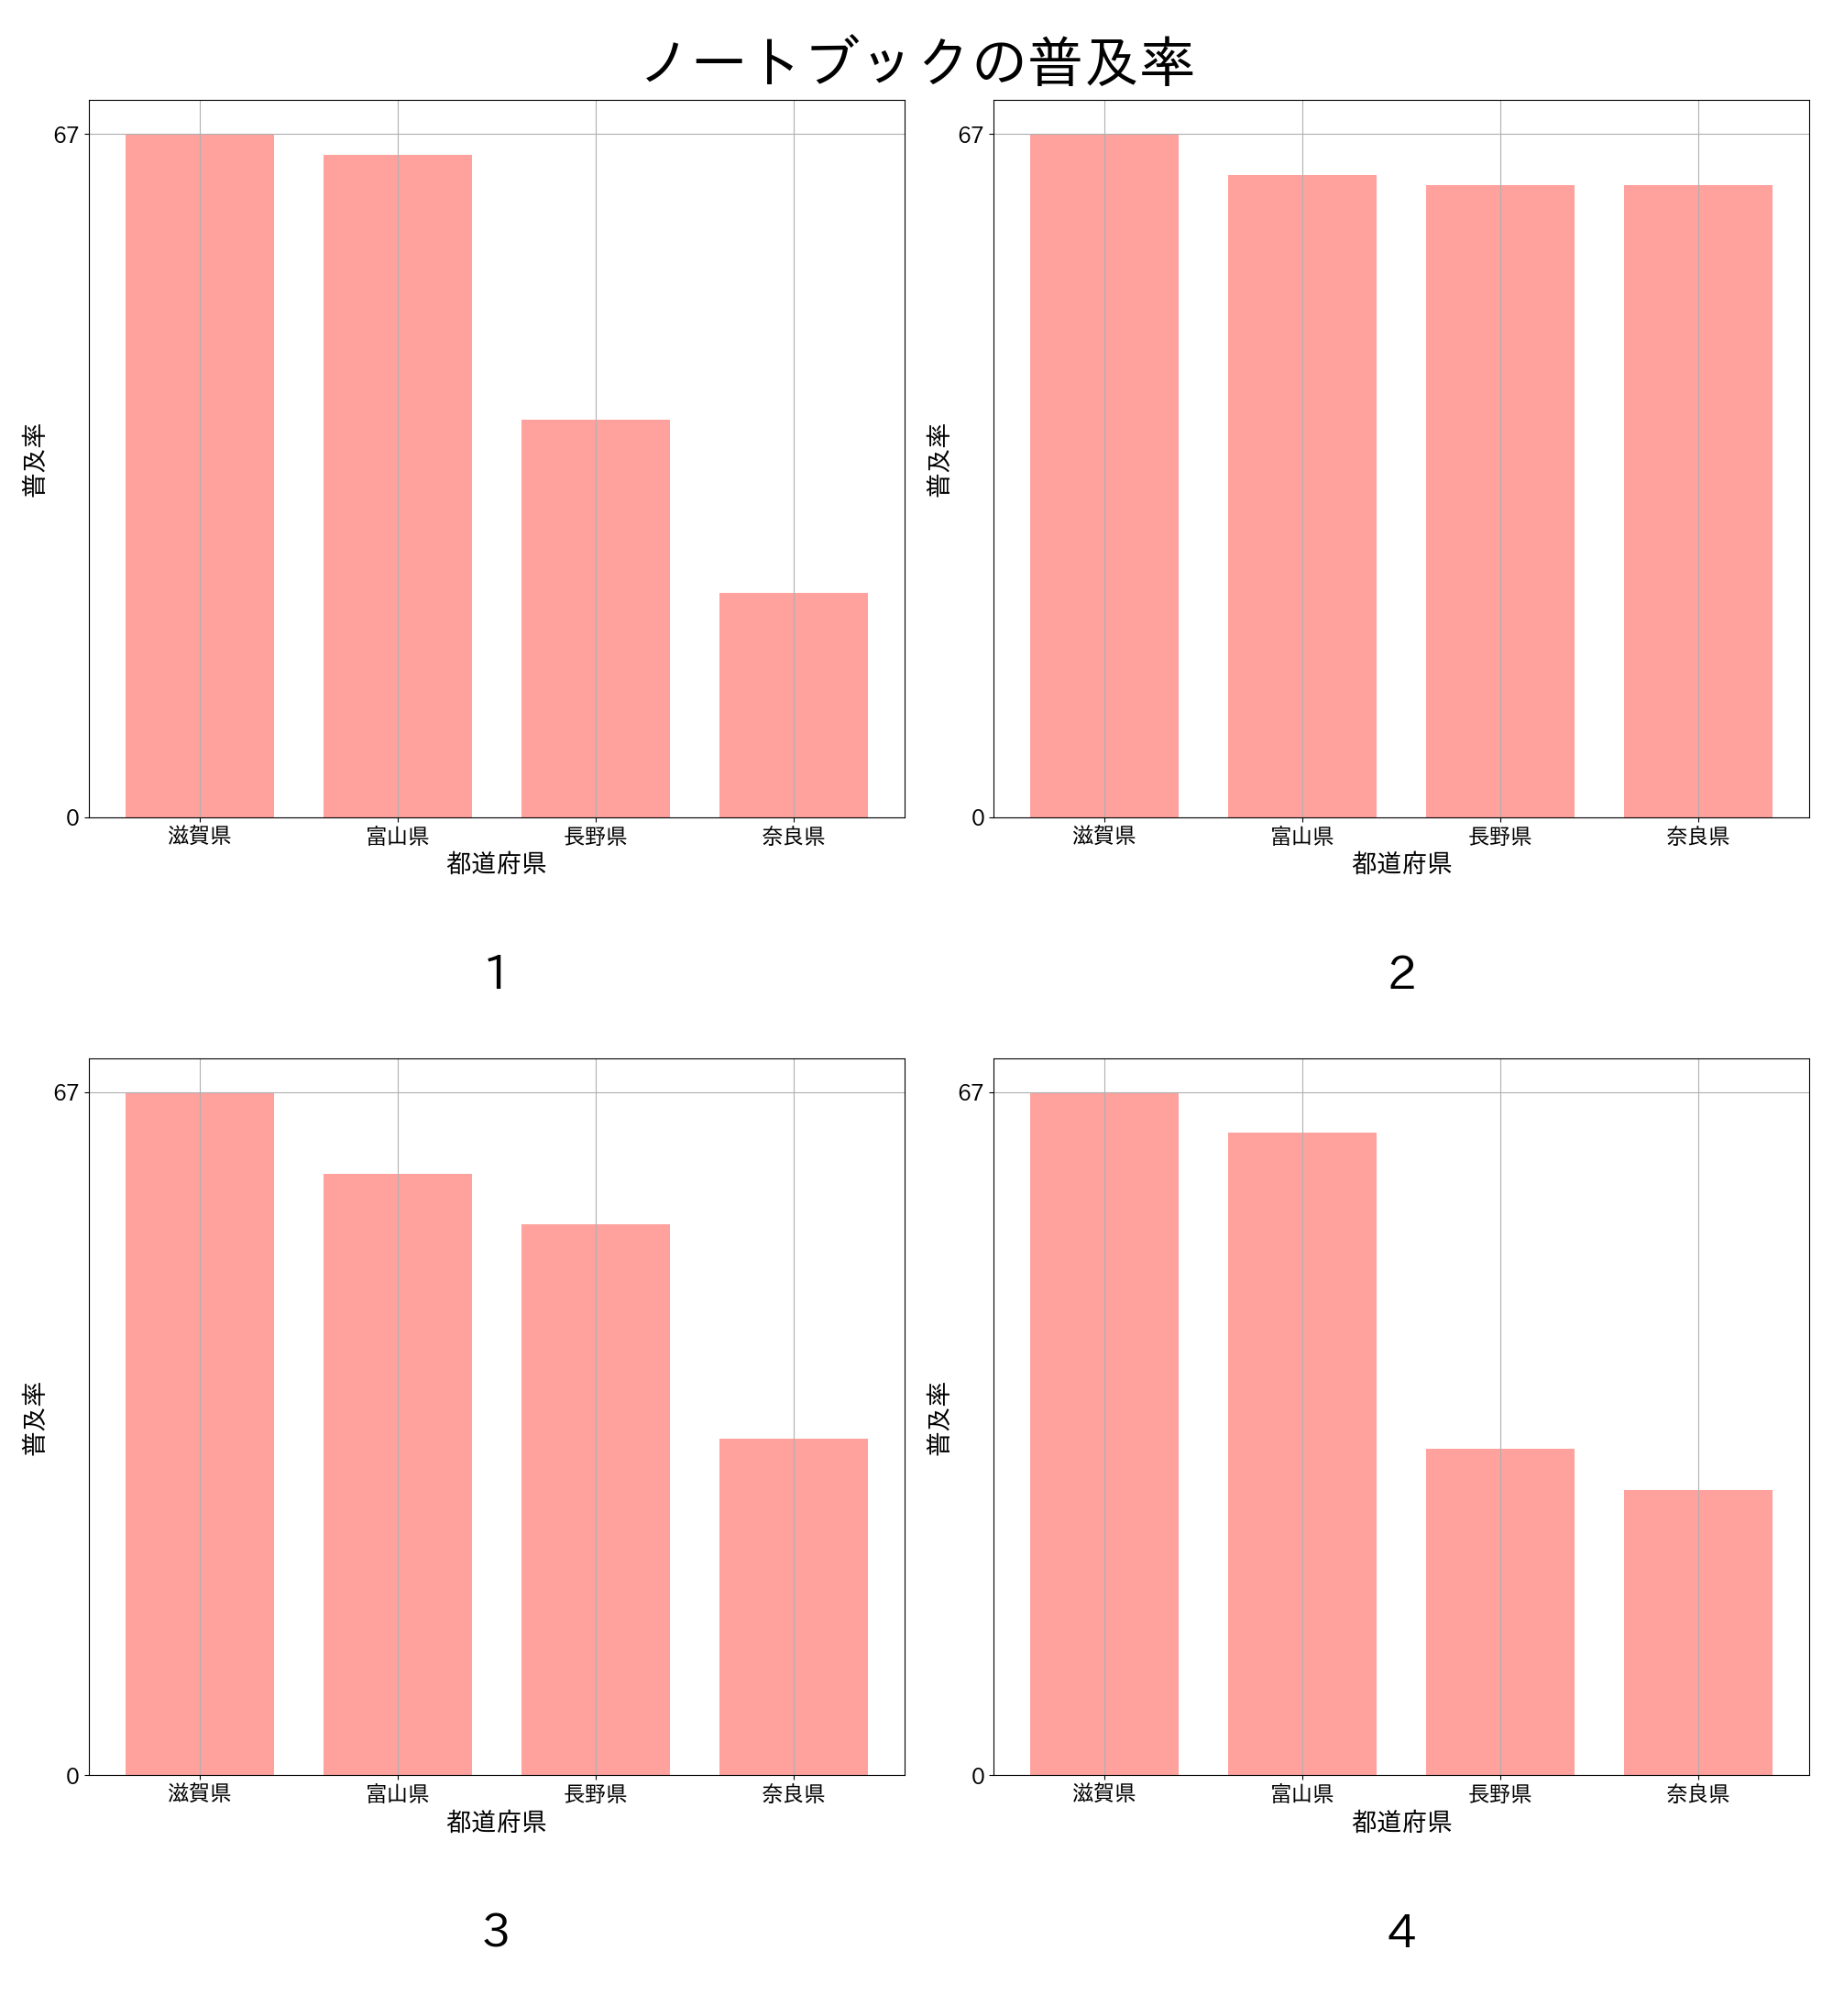 ノートブックの普及率
67
0
普及率
滋賀県 富山県 長野県 奈良県
都道府県
1
67
0
普及率
滋賀県 富山県 長野県 奈良県
都道府県
2
67
0
普及率
滋賀県 富山県 長野県 奈良県
都道府県
3
67
0
普及率
滋賀県 富山県 長野県 奈良県
都道府県
4